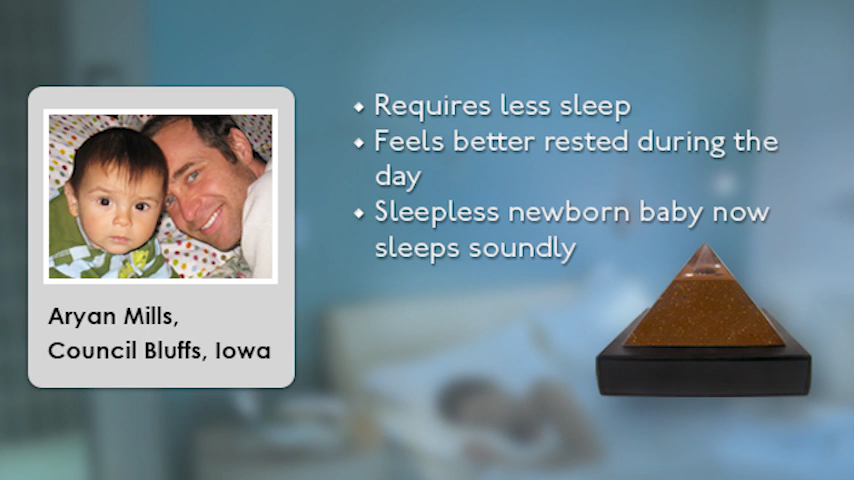 Requires less sleep
Feels better rested during the
day
Sleepless newborn baby now
sleeps soundly
Aryan Mills,
Council Bluffs, Iowa